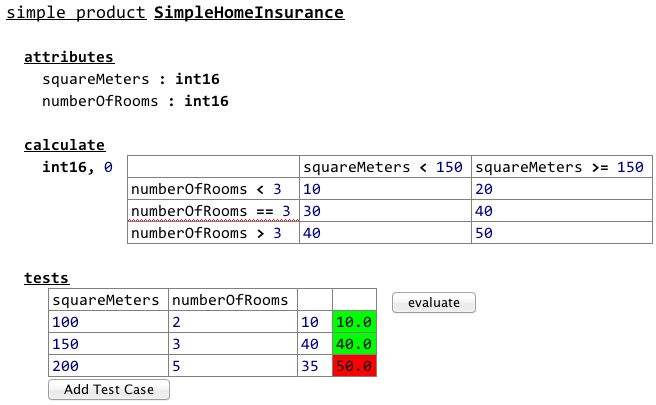 simple product SimpleHomeInsurance
attributes
squareMeters : int16
numberOfRooms : int16
calculate
int16, 0 squareMeters < 150 squareMeters >= 150
numberOfRooms < 3 10 20
numberOfRooms == 3 30 40
numberOfRooms > 3 40 50
tests
squareMeters numberOfRooms evaluate
100 2 10 10.0
150 3 40 40.0
200 5 35 50.0
Add Test Case